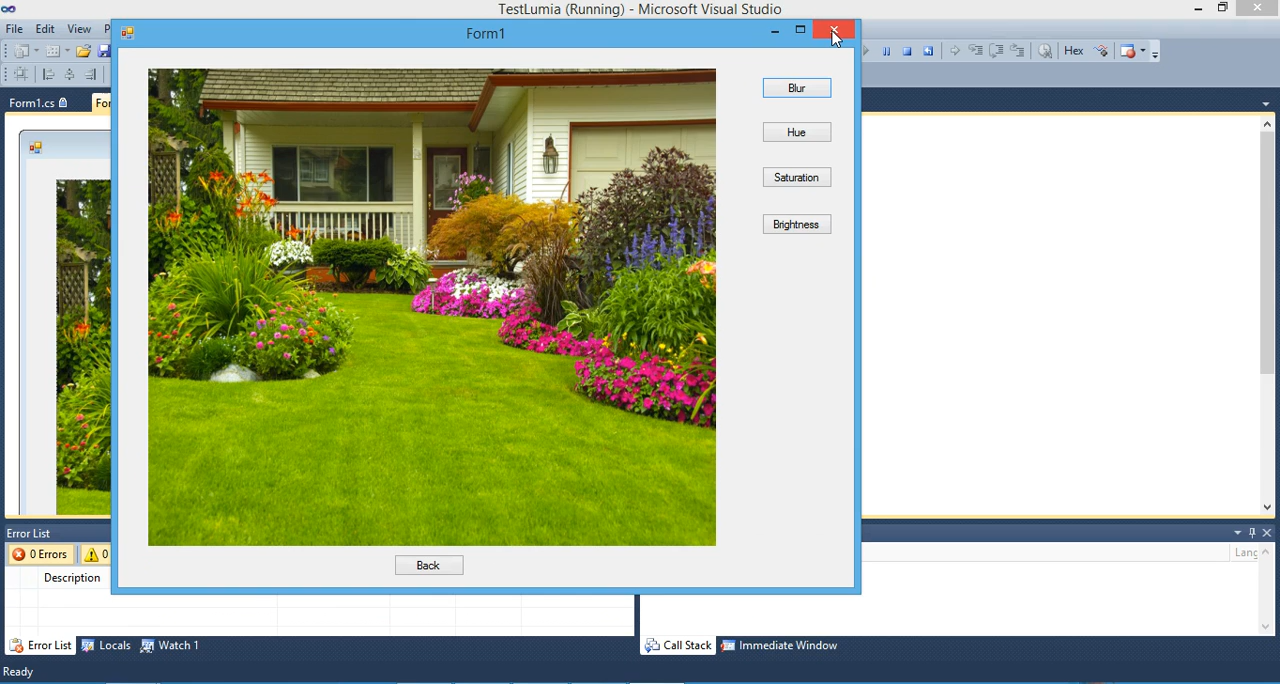 TestLumia (Running) - Microsoft Visual Studio
File Edit View
Form1
Hex
Form1.cs
Blur
Hue
Saturation
Brightness
Back
Error List
0 Errors
0
Description
Error List Locals Watch 1
Call Stack Immediate Window
Ready